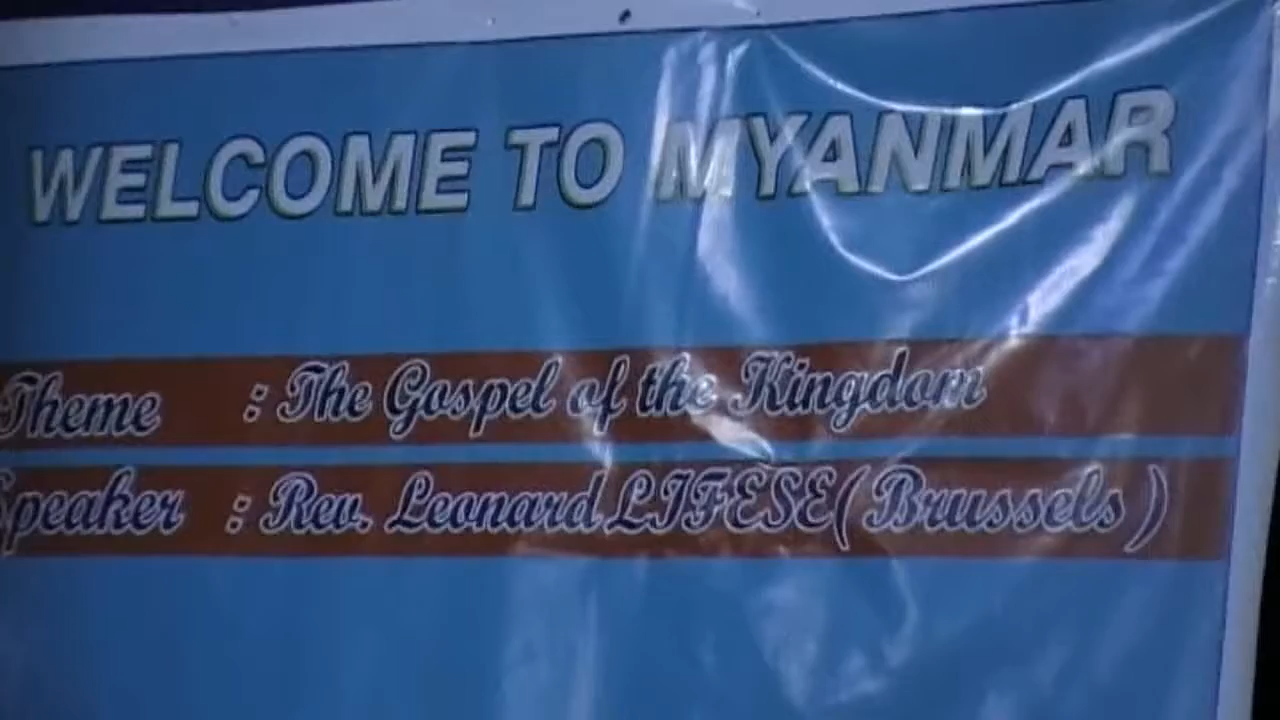 WELCOME TO MYANMAR
Theme : The Gospel of the Kingdom
Speaker : Rev. Leonard LIFESE ( Brussels )